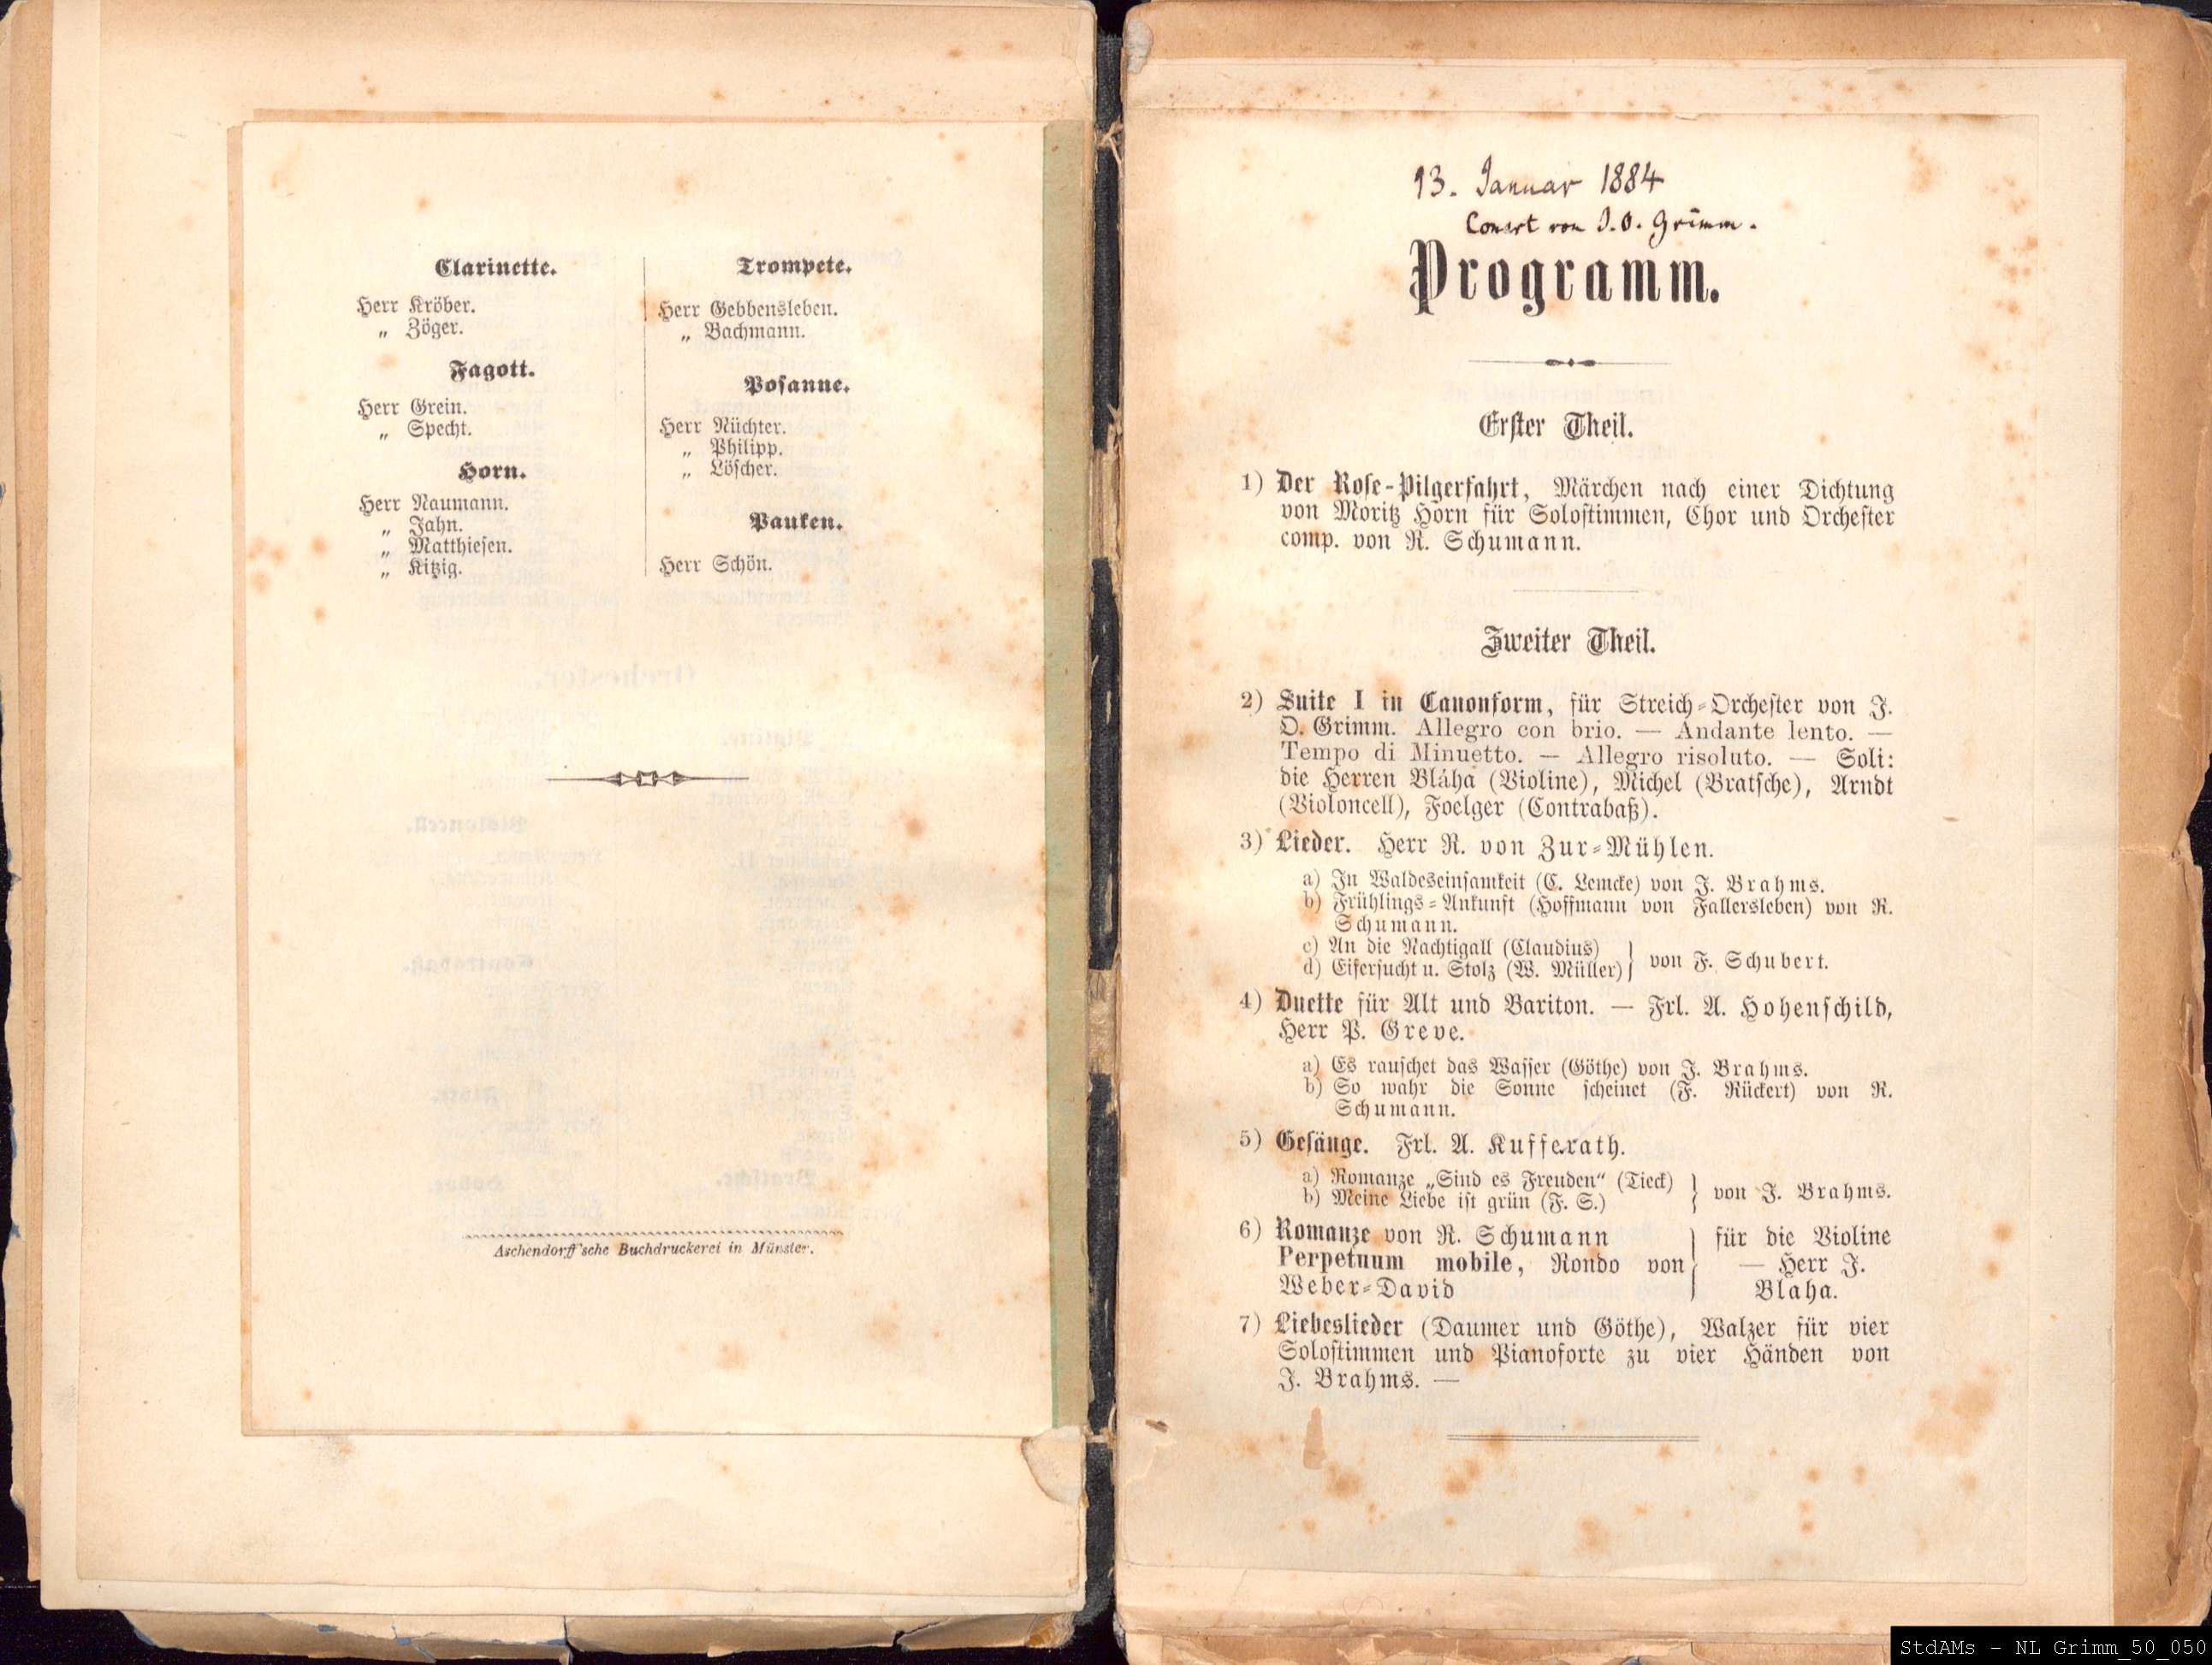 Clarinette.
Herr Kröber.
„ Zöger.
Fagott.
Herr Grein.
„ Specht.
Horn.
Herr Naumann.
„ Jahn.
„ Matthiesen.
„ Kitzig.
Trompete.
Herr Gebbensleben.
„ Bachmann.
Posaune.
Herr Nüchter.
„ Philipp.
„ Löscher.
Pauken.
Herr Schön.
Aschendorff'sche Buchdruckerei in Münster.
13. Januar 1884
Concert von J. O. Grimm.
Programm.
Erster Theil.
1) Der Rose-Pilgerfahrt, Märchen nach einer Dichtung
von Moritz Horn für Solostimmen, Chor und Orchester
comp. von R. Schumann.
Zweiter Theil.
2) Suite I in Canonform, für Streich-Orchester von J.
O. Grimm. Allegro con brio. — Andante lento. —
Tempo di Minuetto. — Allegro risoluto. — Soli:
die Herren Bláha (Violine), Michel (Bratsche), Arndt
(Violoncell), Foelger (Contrabaß).
3) Lieder. Herr R. von Zur-Mühlen.
a) In Waldeseinsamkeit (C. Lemcke) von J. Brahms.
b) Frühlings-Ankunft (Hoffmann von Fallersleben) von R.
Schumann.
c) An die Nachtigall (Claudius)
d) Eifersucht u. Stolz (W. Müller) } von F. Schubert.
4) Duette für Alt und Bariton. — Frl. A. Hohenschild,
Herr P. Greve.
a) Es rauschet das Wasser (Göthe) von J. Brahms.
b) So wahr die Sonne scheinet (F. Rückert) von R.
Schumann.
5) Gesänge. Frl. A. Kufferath.
a) Romanze „Sind es Freuden“ (Tieck)
b) Meine Liebe ist grün (F. S.) } von J. Brahms.
6) Romanze von R. Schumann } für die Violine
Perpetuum mobile, Rondo von — Herr J.
Weber-David Blaha.
7) Liebeslieder (Daumer und Göthe), Walzer für vier
Solostimmen und Pianoforte zu vier Händen von
J. Brahms. —
StdAMs - NL Grimm_50_050